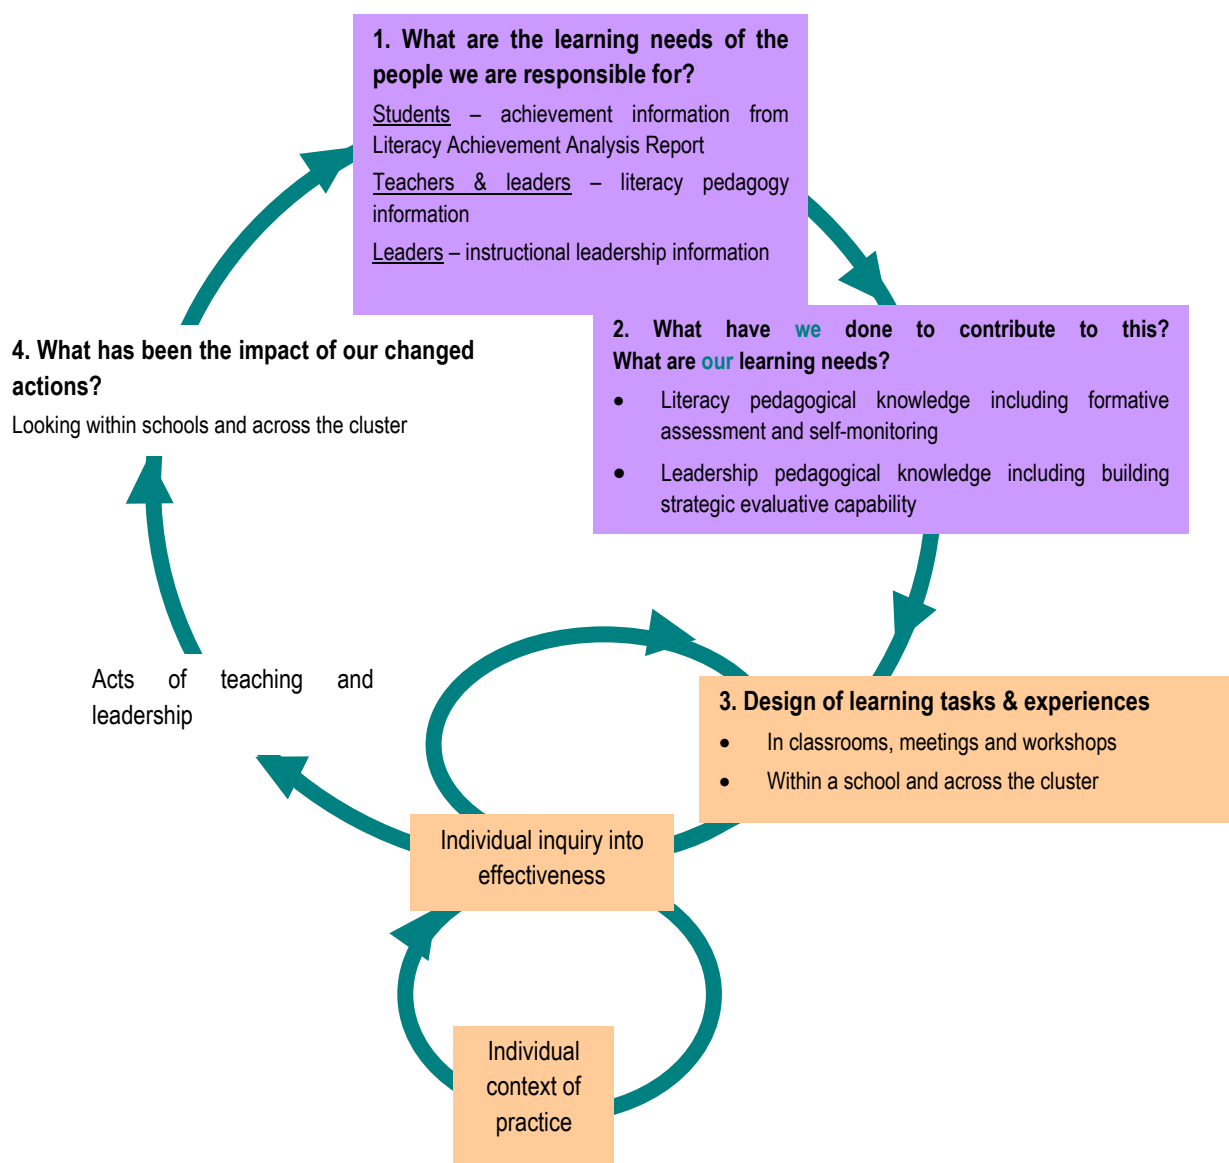 1. What are the learning needs of the
people we are responsible for?
Students – achievement information from
Literacy Achievement Analysis Report
Teachers & leaders – literacy pedagogy
information
Leaders – instructional leadership information
2. What have we done to contribute to this?
What are our learning needs?
• Literacy pedagogical knowledge including formative
assessment and self-monitoring
• Leadership pedagogical knowledge including building
strategic evaluative capability
4. What has been the impact of our changed
actions?
Looking within schools and across the cluster
Acts of teaching and
leadership
3. Design of learning tasks & experiences
• In classrooms, meetings and workshops
• Within a school and across the cluster
Individual inquiry into
effectiveness
Individual
context of
practice